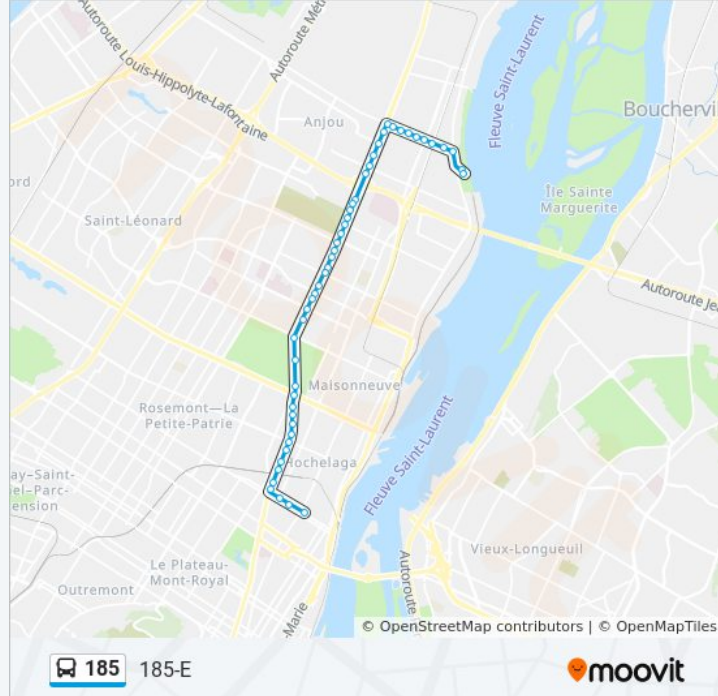 Autoroute Louis-Hippolyte-Lafontaine
Autoroute Mét
Fleuve Saint-Laurent
Anjou
Bouchervi
ord
Saint-Léonard
Île Sainte
Marguerite
Autoroute Je
Maisonneuve
Rosemont—La
Petite-Patrie
Fleuve Saint-Laurent
Hochelaga
ay–Saint-
el-Parc-
ension
Vieux-Longueuil
Le Plateau-
Mont-Royal
Autoroute
Outremont
-Marie
© OpenStreetMap contributors | © OpenMapTiles
185 185-E
moovit